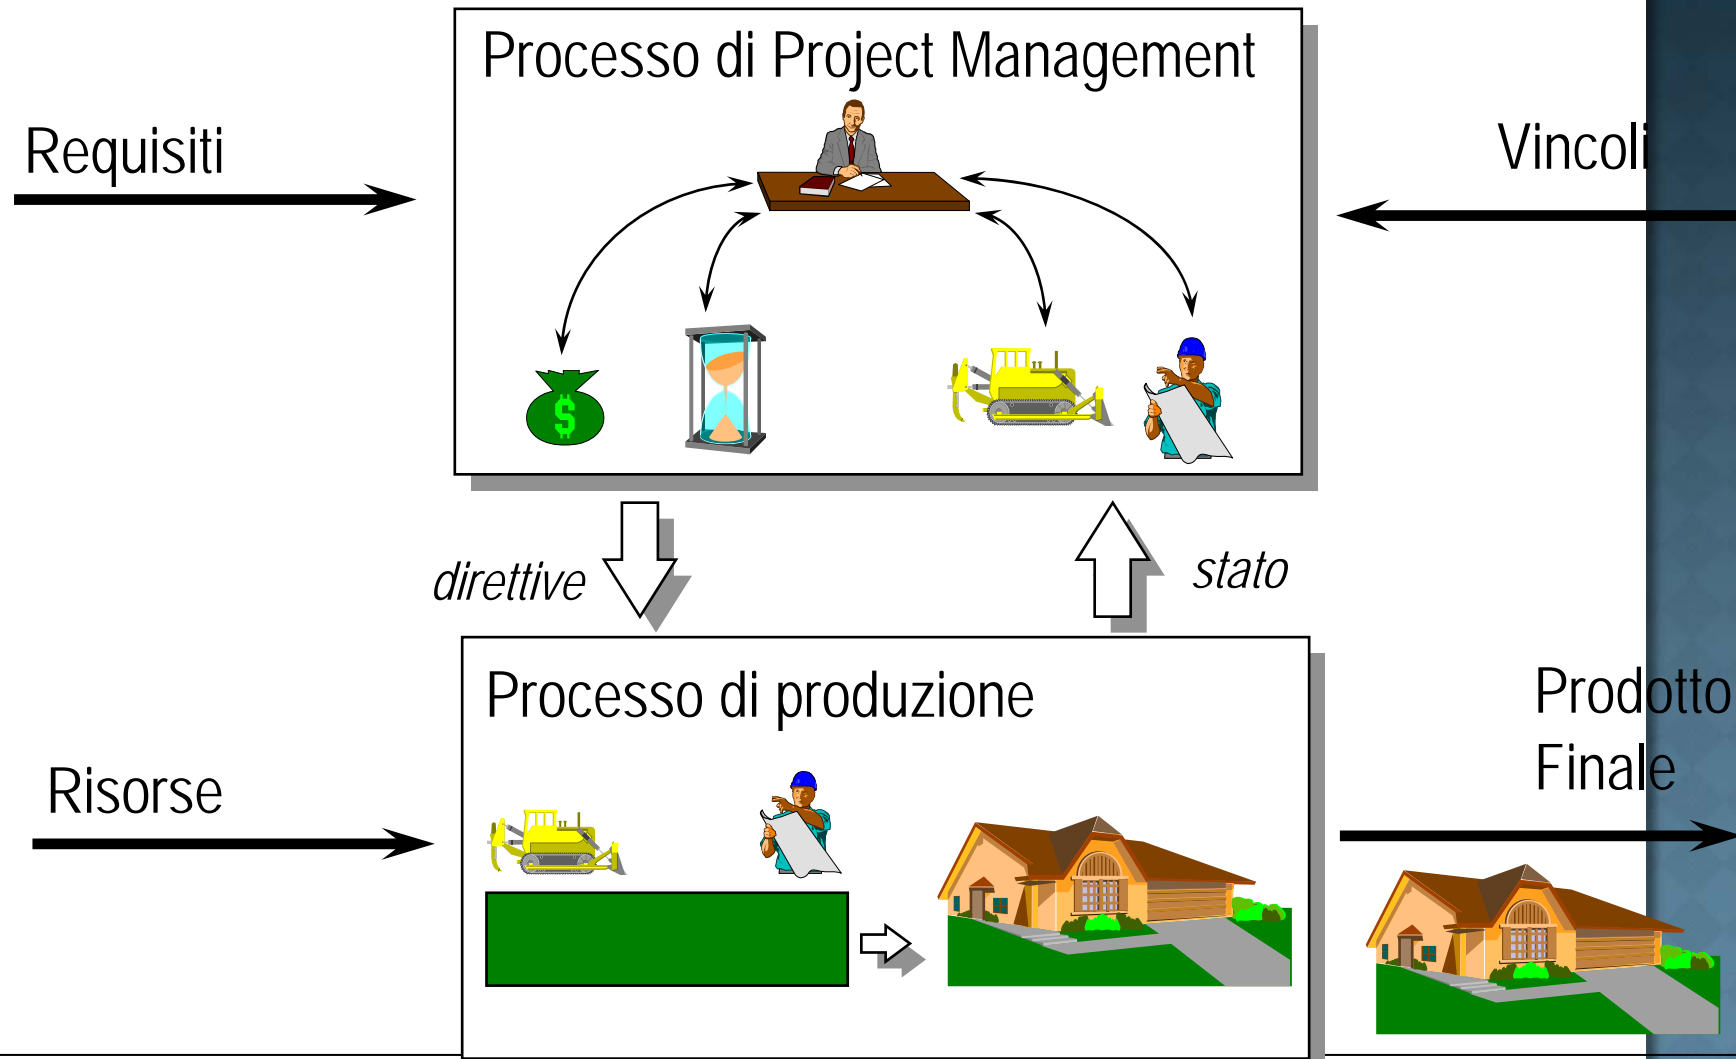 Processo di Project Management
Requisiti
Vincoli
$
direttive
stato
Processo di produzione
Prodotto
Finale
Risorse